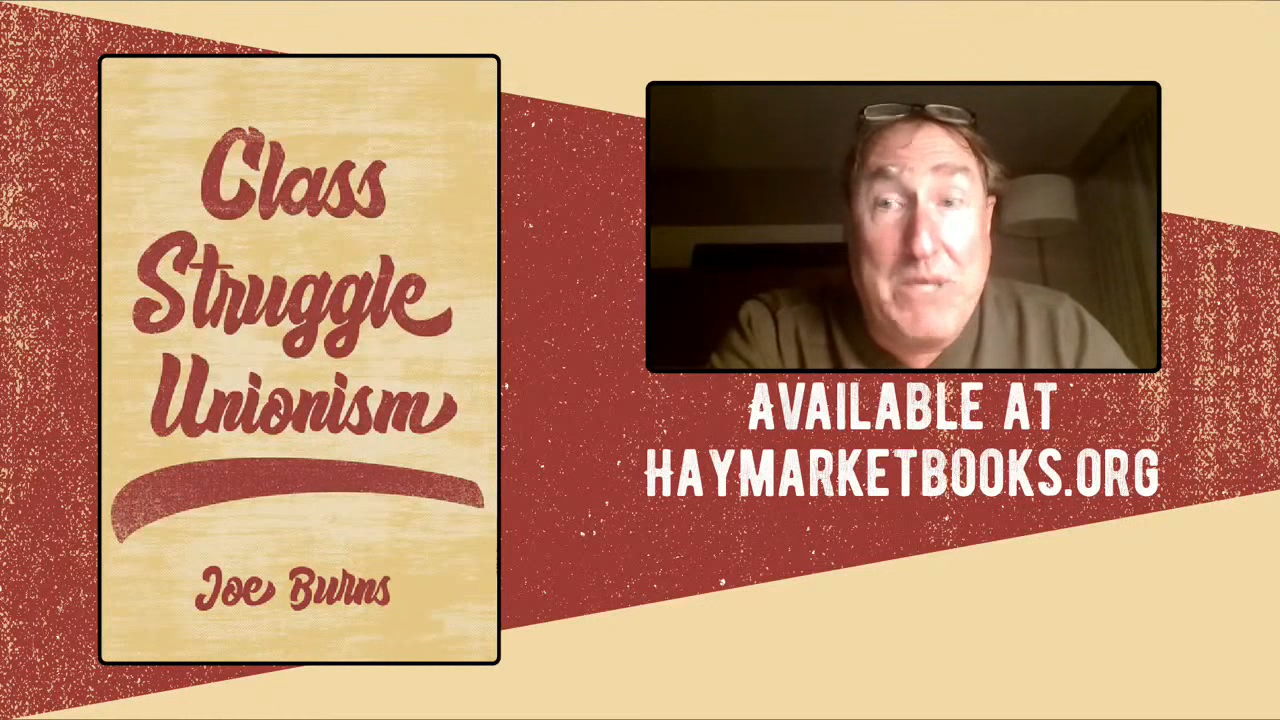 Class
Struggle
Unionism
Joe Burns
AVAILABLE AT
HAYMARKETBOOKS.ORG